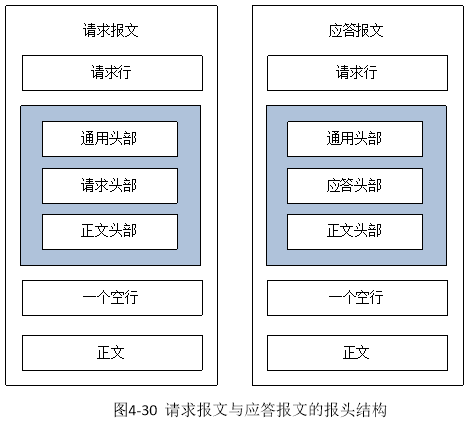 请求报文
请求行
通用头部
请求头部
正文头部
一个空行
正文
应答报文
请求行
通用头部
应答头部
正文头部
一个空行
正文
图4-30 请求报文与应答报文的报头结构